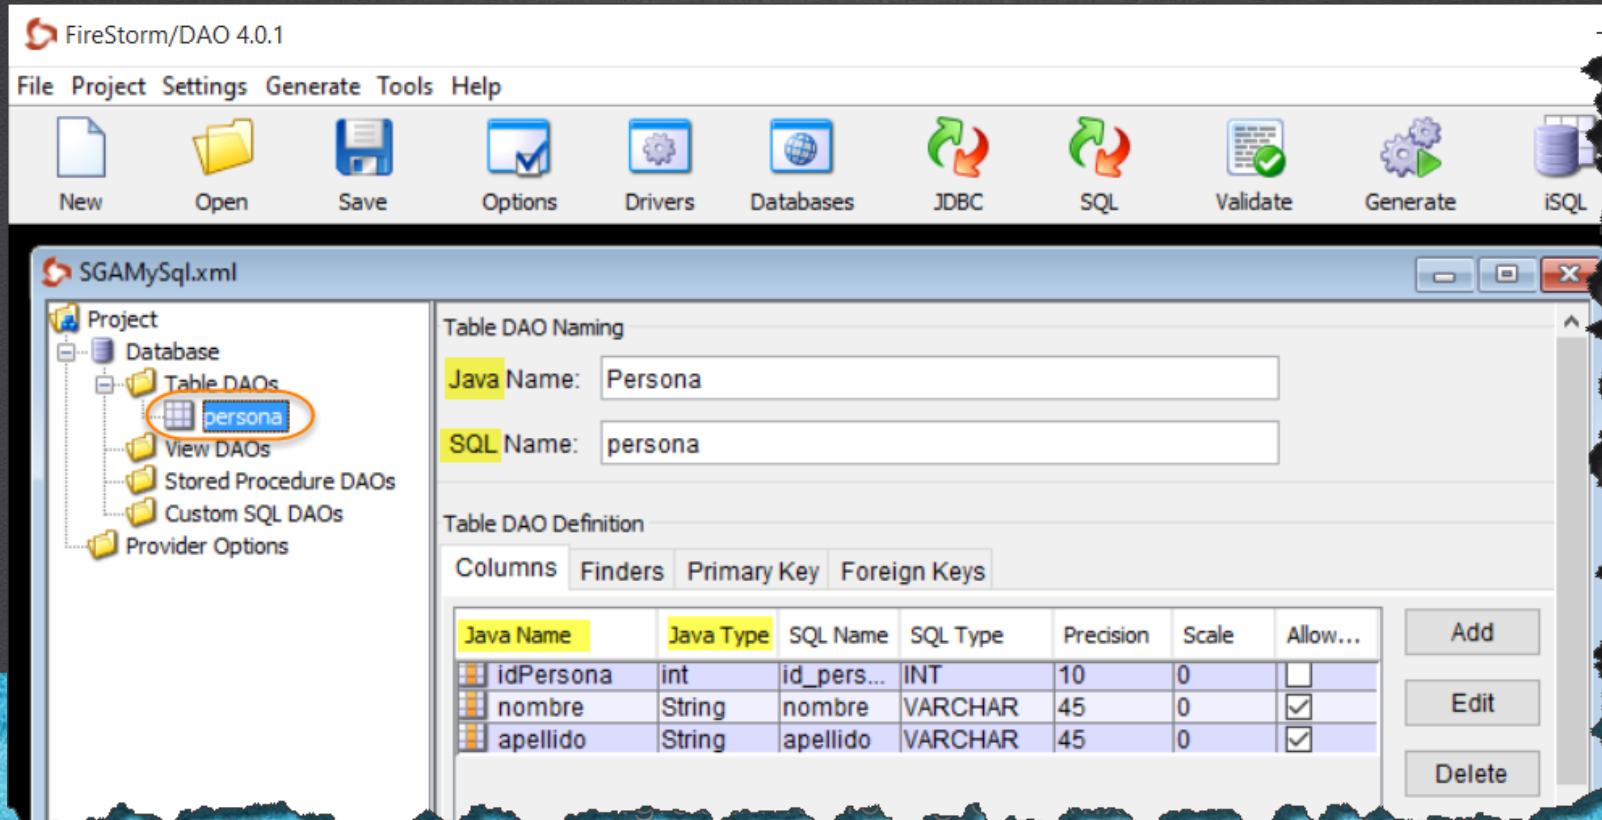 FireStorm/DAO 4.0.1
File Project Settings Generate Tools Help
New Open Save Options Drivers Databases JDBC SQL Validate Generate iSQL
SGAMySql.xml
Project
Database
Table DAOs
persona
View DAOs
Stored Procedure DAOs
Custom SQL DAOs
Provider Options
Table DAO Naming
Java Name: Persona
SQL Name: persona
Table DAO Definition
Columns Finders Primary Key Foreign Keys
Java Name Java Type SQL Name SQL Type Precision Scale Allow...
idPersona int id_pers... INT 10 0
nombre String nombre VARCHAR 45 0
apellido String apellido VARCHAR 45 0
Add
Edit
Delete